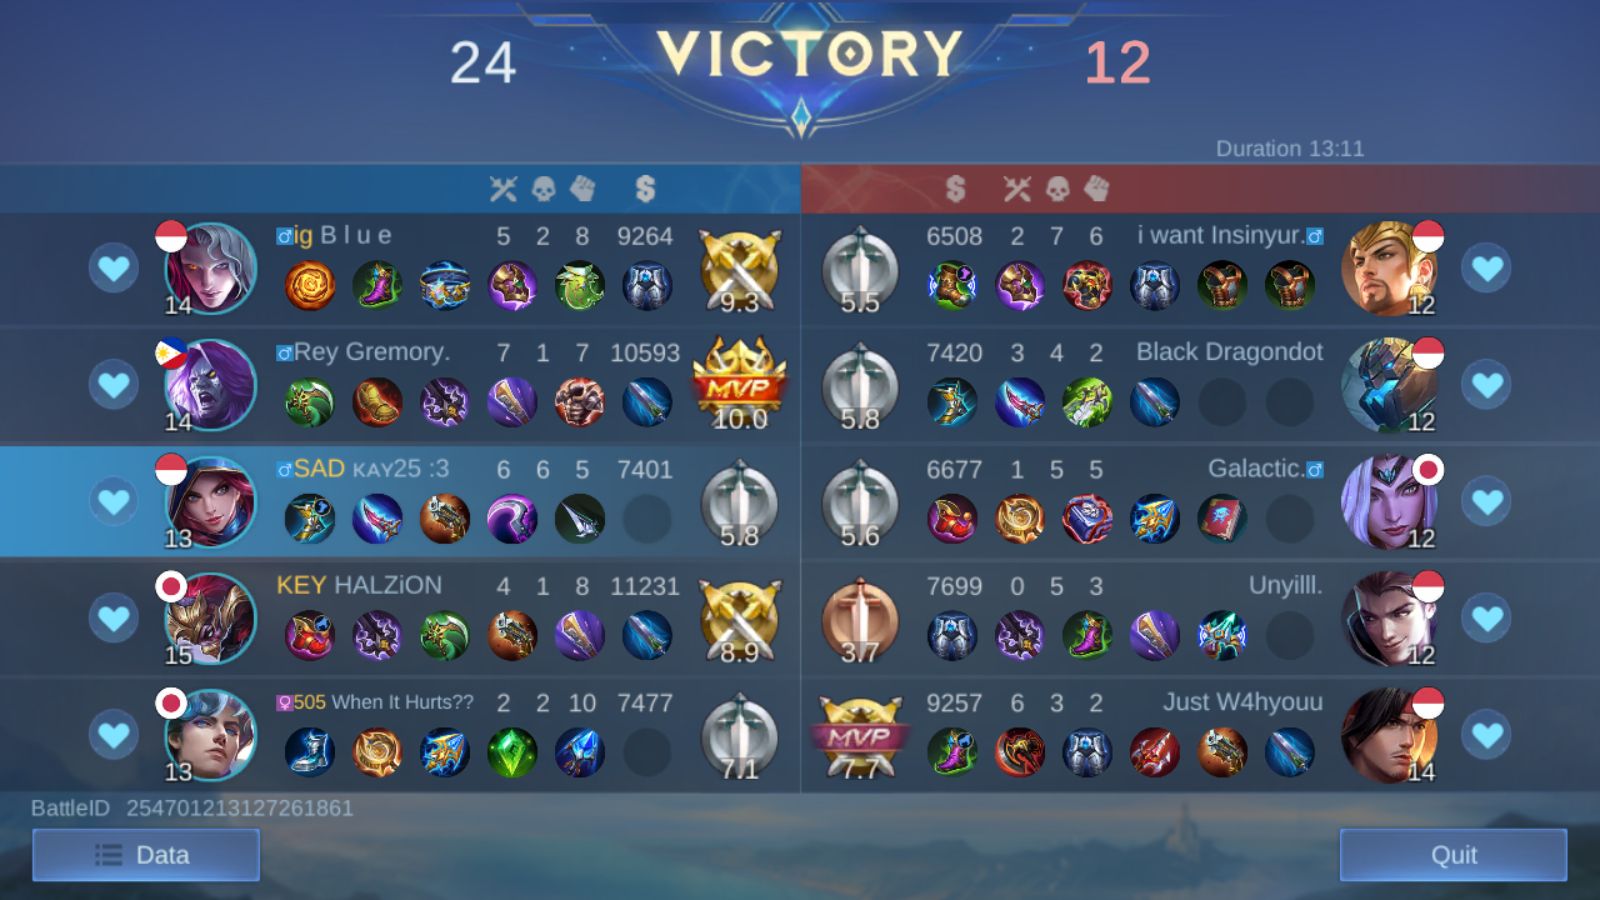 24 VICTORY 12
Duration 13:11
♂ig B l u e 5 2 8 9264 9.3 14
5.5 6508 2 7 6 i want Insinyur.♂ 12
♂Rey Gremory. 7 1 7 10593 MVP 10.0 14
5.8 7420 3 4 2 Black Dragondot 12
♂SAD KAY25 :3 6 6 5 7401 5.8 13
5.6 6677 1 5 5 Galactic.♂ 12
KEY HALZiON 4 1 8 11231 8.9 15
3.7 7699 0 5 3 Unyilll. 12
♀505 When It Hurts?? 2 2 10 7477 7.1 13
MVP 7.7 9257 6 3 2 Just W4hyouu 14
BattleID 254701213127261861
Data
Quit